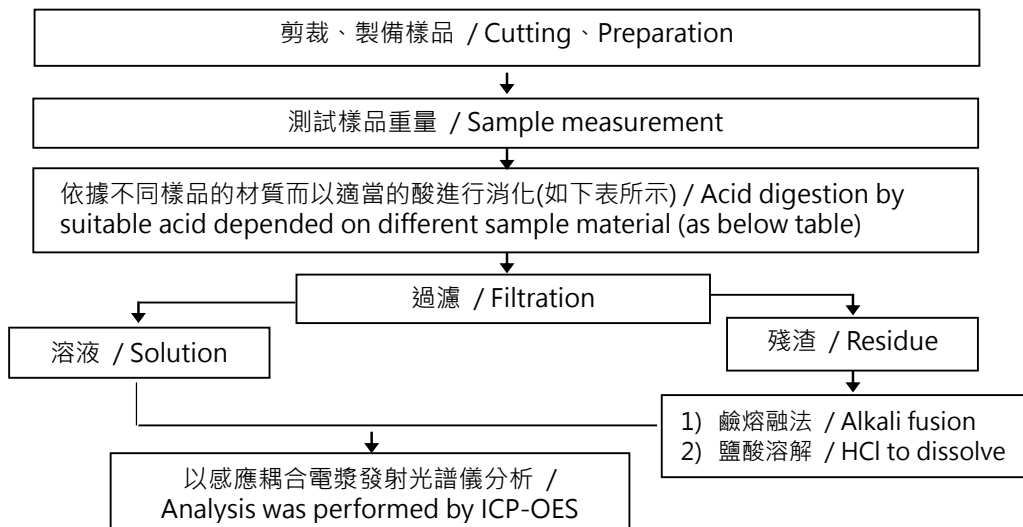 剪裁、製備樣品 / Cutting、Preparation
測試樣品重量 / Sample measurement
依據不同樣品的材質而以適當的酸進行消化(如下表所示) / Acid digestion by
suitable acid depended on different sample material (as below table)
過濾 / Filtration
溶液 / Solution
殘渣 / Residue
1) 鹼熔融法 / Alkali fusion
2) 鹽酸溶解 / HCl to dissolve
以感應耦合電漿發射光譜儀分析 /
Analysis was performed by ICP-OES